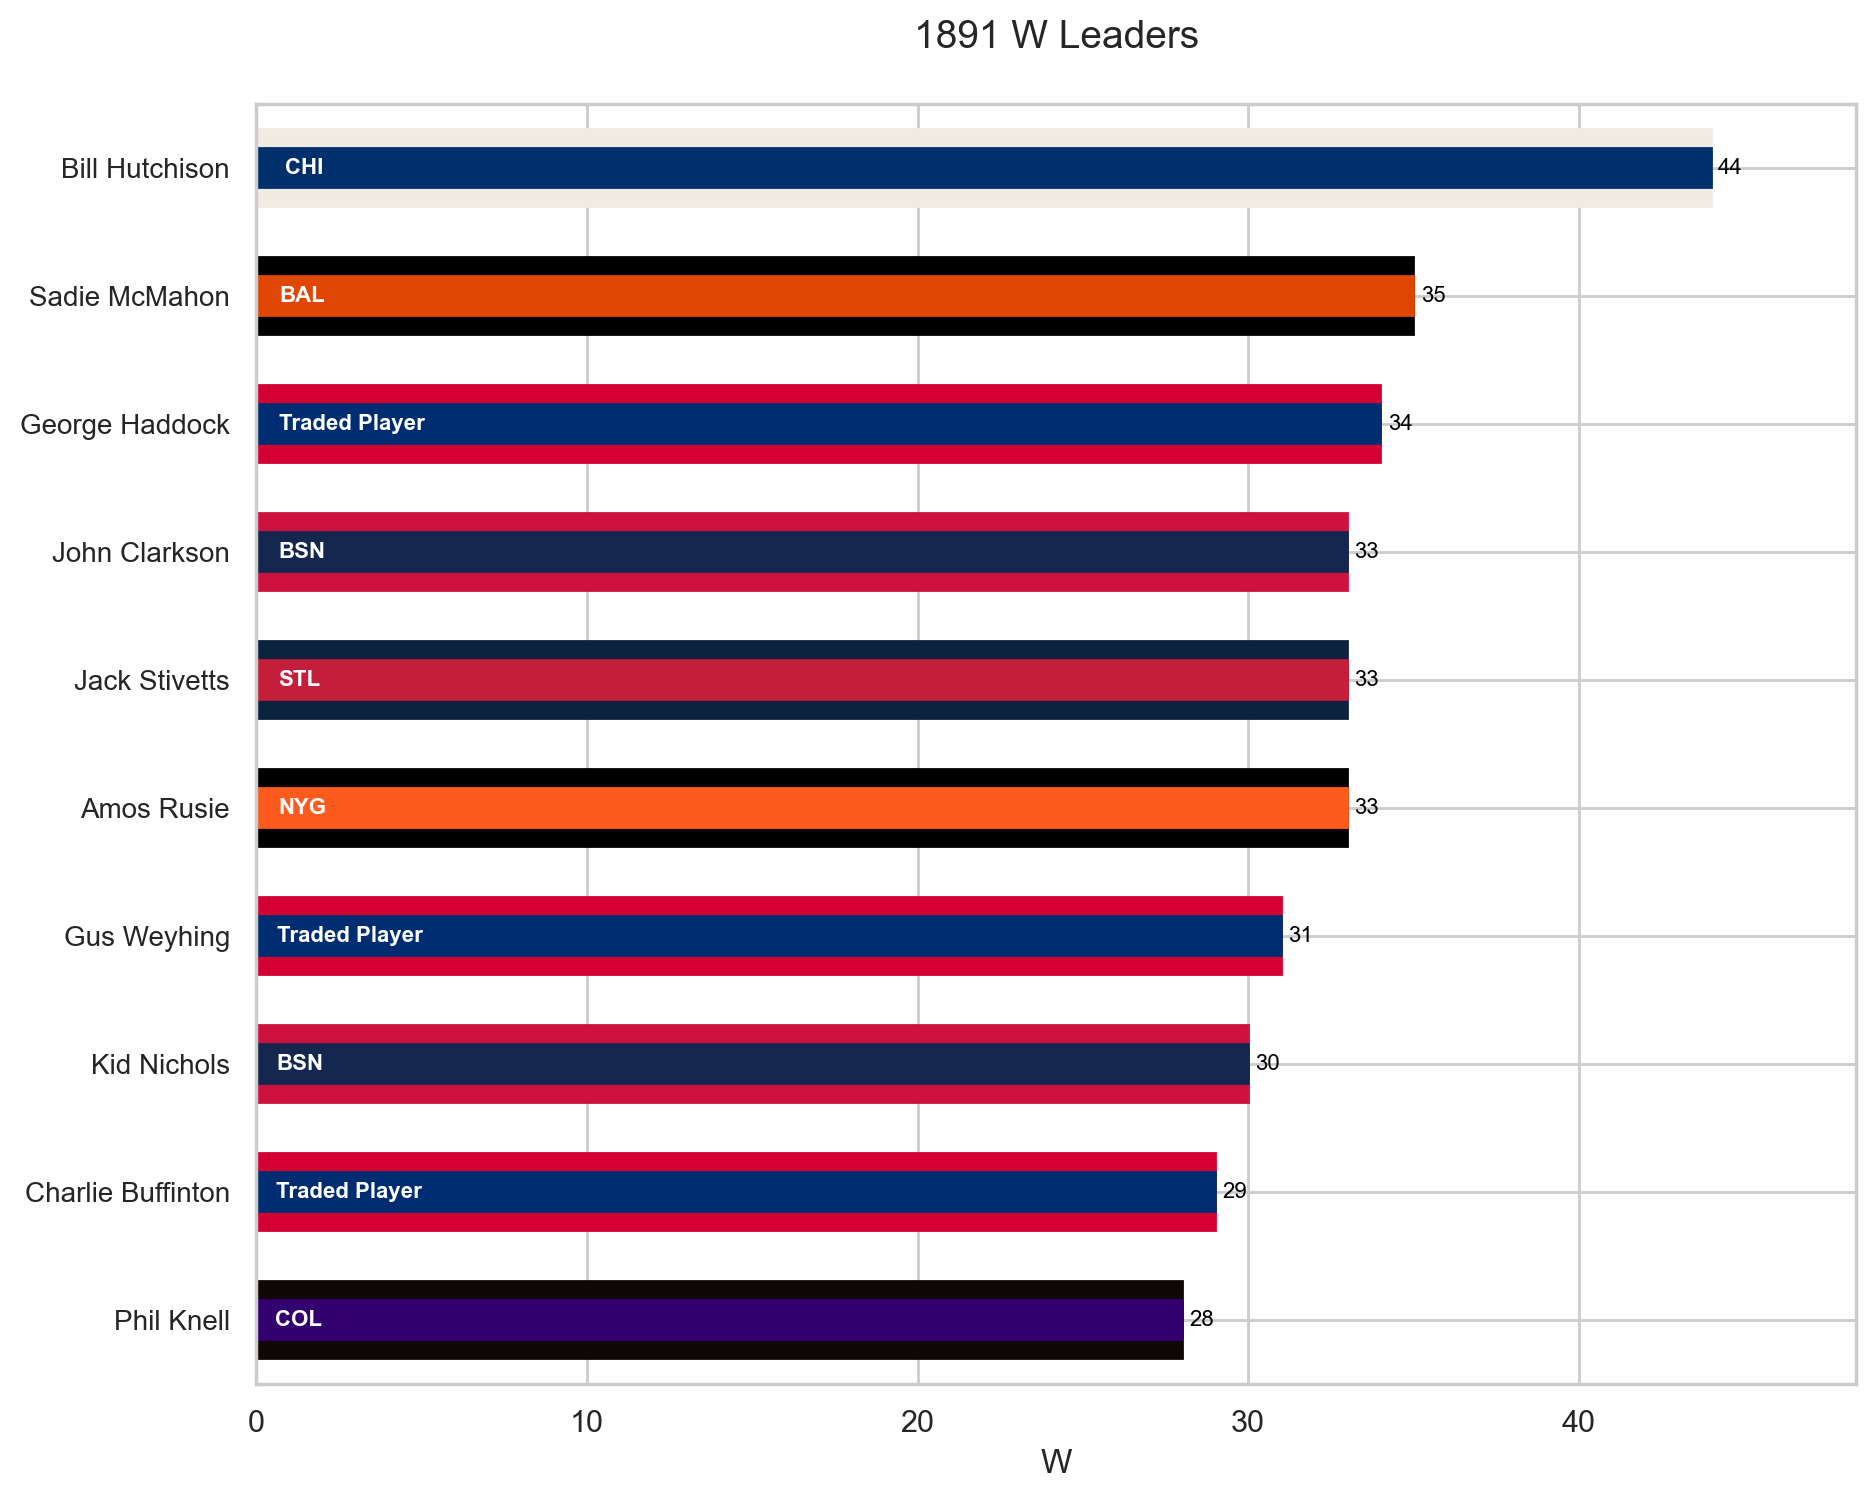 1891 W Leaders
Bill Hutchison CHI 44
Sadie McMahon BAL 35
George Haddock Traded Player 34
John Clarkson BSN 33
Jack Stivetts STL 33
Amos Rusie NYG 33
Gus Weyhing Traded Player 31
Kid Nichols BSN 30
Charlie Buffinton Traded Player 29
Phil Knell COL 28
0 10 20 30 40
W